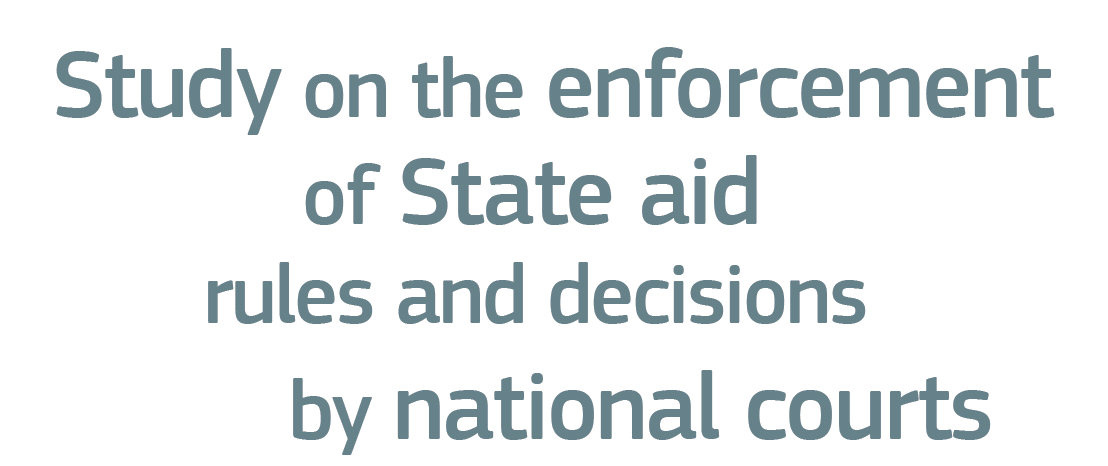 Study on the enforcement
of State aid
rules and decisions
by national courts